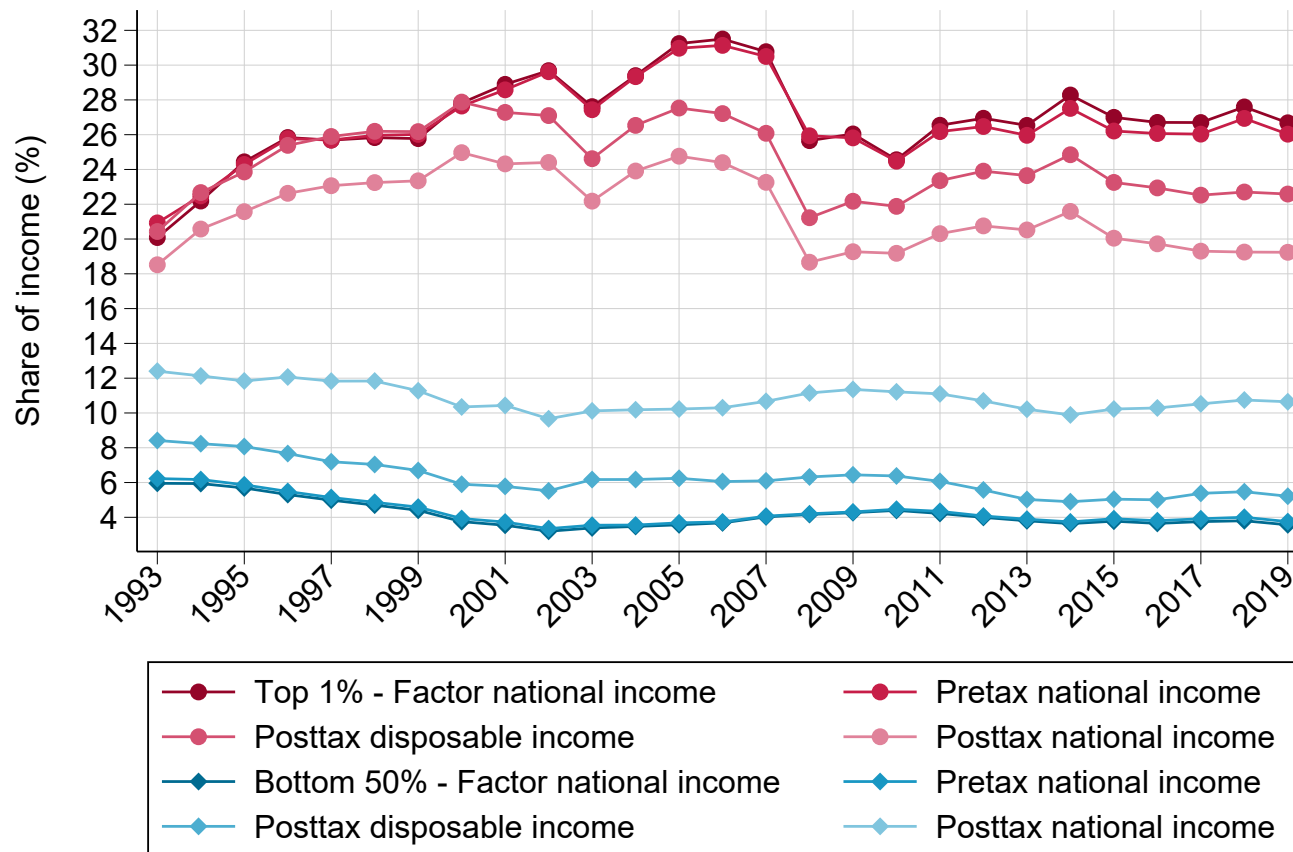 Share of income (%)
32
30
28
26
24
22
20
18
16
14
12
10
8
6
4
1993 1995 1997 1999 2001 2003 2005 2007 2009 2011 2013 2015 2017 2019
Top 1% - Factor national income Pretax national income
Posttax disposable income Posttax national income
Bottom 50% - Factor national income Pretax national income
Posttax disposable income Posttax national income